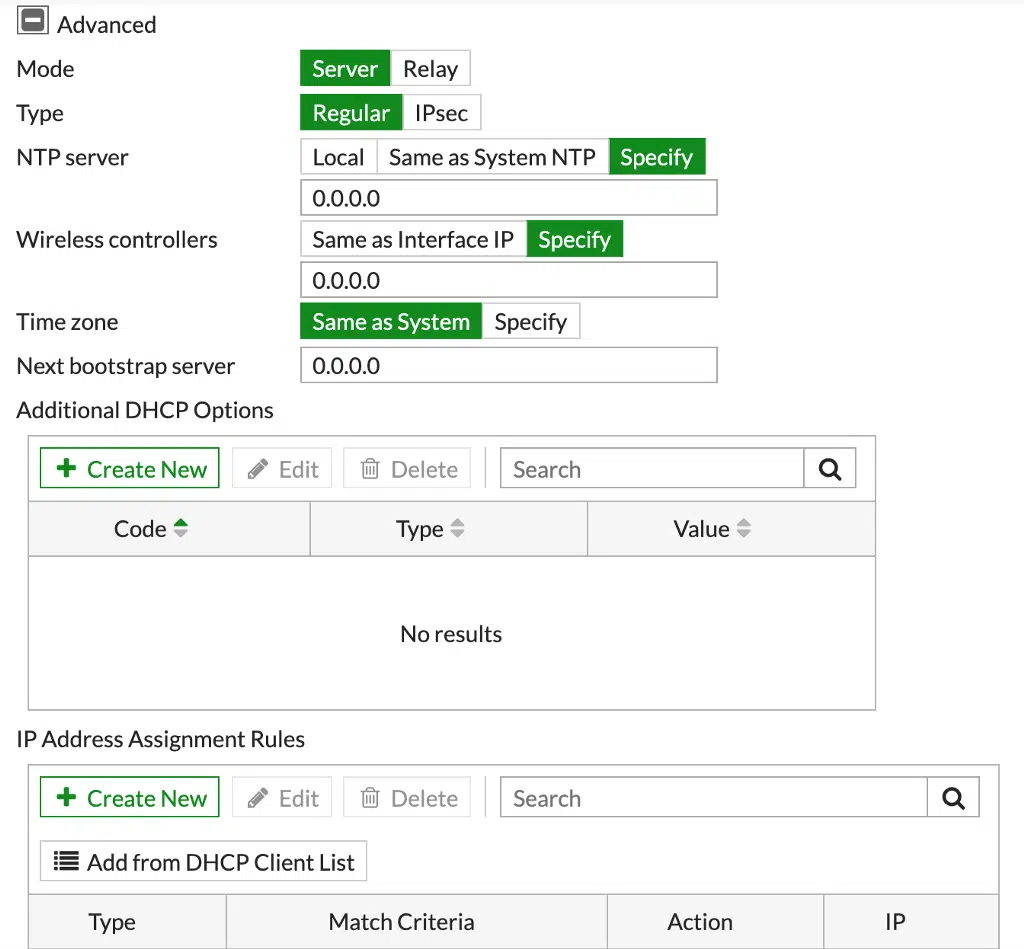 Advanced
Mode Server Relay
Type Regular IPsec
NTP server Local Same as System NTP Specify
0.0.0.0
Wireless controllers Same as Interface IP Specify
0.0.0.0
Time zone Same as System Specify
Next bootstrap server 0.0.0.0
Additional DHCP Options
Create New Edit Delete Search
Code Type Value
No results
IP Address Assignment Rules
Create New Edit Delete Search
Add from DHCP Client List
Type Match Criteria Action IP